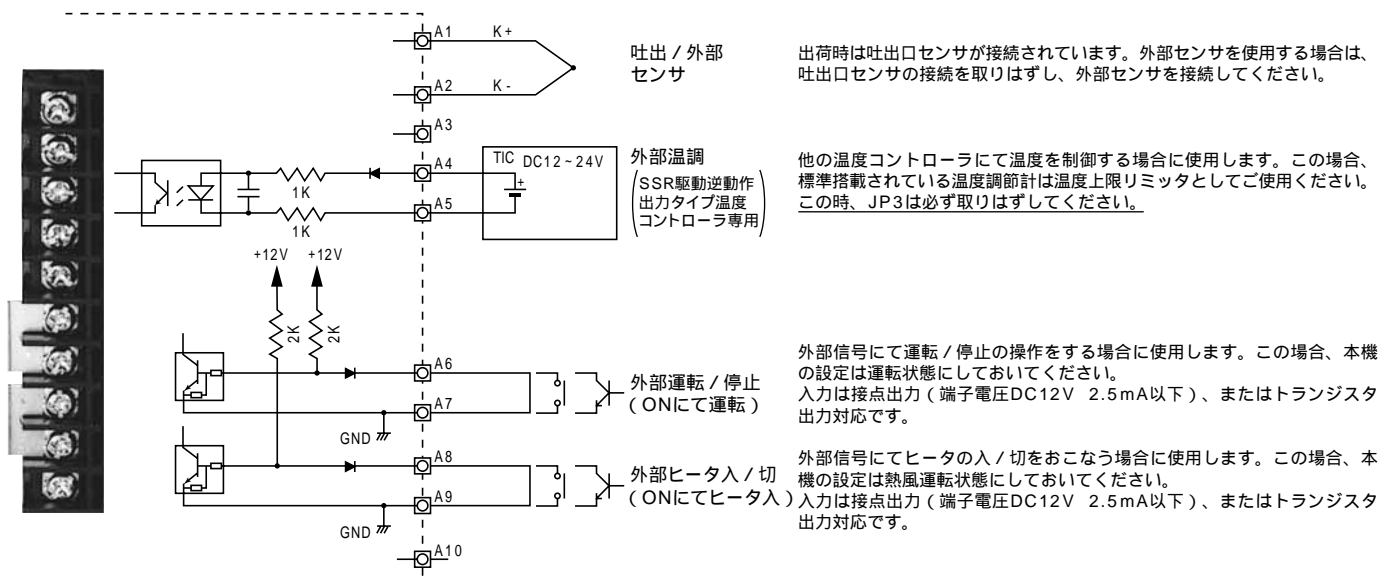 A1 K+
A2 K-
A3
A4
A5
吐出 / 外部
センサ
出荷時は吐出口センサが接続されています。外部センサを使用する場合は、
吐出口センサの接続を取りはずし、外部センサを接続してください。
TIC DC12~24V
+
1K
1K
外部温調
(SSR駆動逆動作
出力タイプ温度
コントローラ専用)
他の温度コントローラにて温度を制御する場合に使用します。この場合、
標準搭載されている温度調節計は温度上限リミッタとしてご使用ください。
この時、JP3は必ず取りはずしてください。
+12V +12V
2K 2K
A6
A7
GND
外部運転 / 停止
(ONにて運転)
外部信号にて運転 / 停止の操作をする場合に使用します。この場合、本機
の設定は運転状態にしておいてください。
入力は接点出力(端子電圧DC12V 2.5mA以下)、またはトランジスタ
出力対応です。
A8
A9
GND
A10
外部ヒータ入 / 切
(ONにてヒータ入)
外部信号にてヒータの入 / 切をおこなう場合に使用します。この場合、本
機の設定は熱風運転状態にしておいてください。
入力は接点出力(端子電圧DC12V 2.5mA以下)、またはトランジスタ
出力対応です。